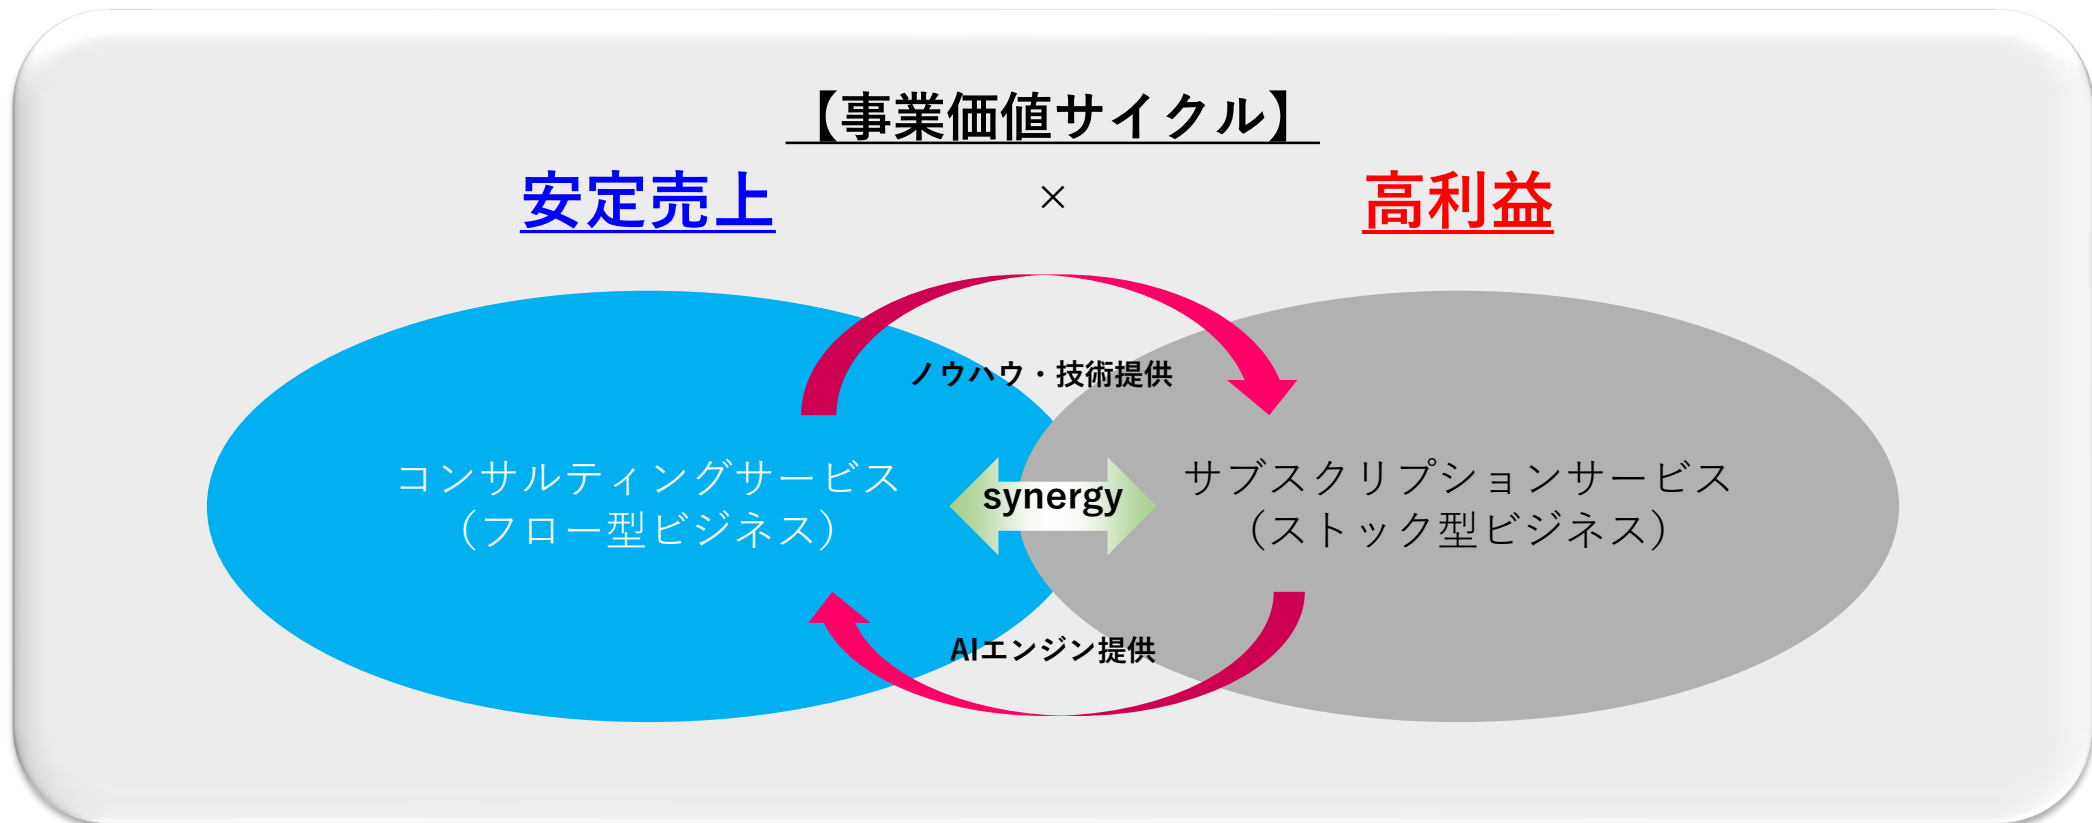 【事業価値サイクル】
安定売上
×
高利益
ノウハウ・技術提供
コンサルティングサービス
（フロー型ビジネス）
synergy
サブスクリプションサービス
（ストック型ビジネス）
AIエンジン提供